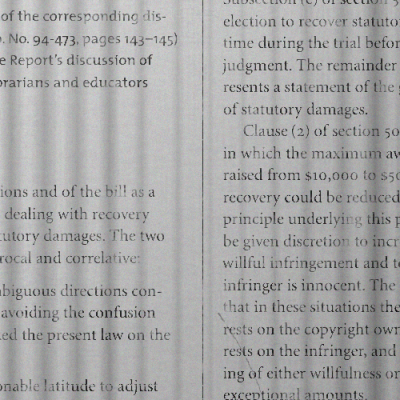 of the corresponding dis-
No. 94-473, pages 143–145)
Report's discussion of
brarians and educators
ions and of the bill as a
dealing with recovery
tutory damages. The two
rocal and correlative:
biguous directions con-
avoiding the confusion
ed the present law on the
onable latitude to adjust
Subsection (c) of section 5
election to recover statuto
time during the trial befor
judgment. The remainder
resents a statement of the
of statutory damages.
Clause (2) of section 50
in which the maximum aw
raised from $10,000 to $50
recovery could be reduced
principle underlying this p
be given discretion to incr
willful infringement and to
infringer is innocent. The
that in these situations the
rests on the copyright own
rests on the infringer, and
ing of either willfulness or
exceptional amounts.